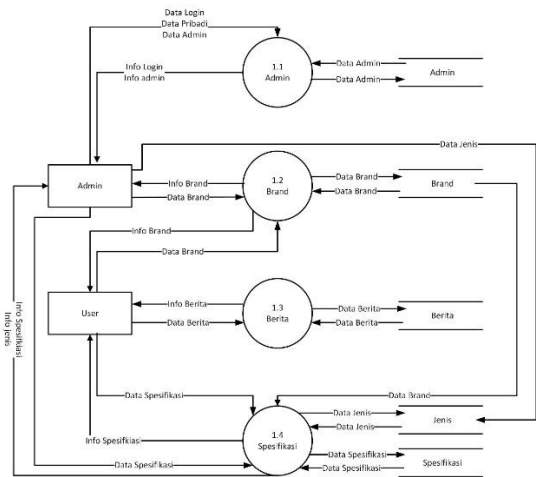 Data Login
Data Pribadi
Data Admin
1.1
Admin
Data Admin
Data Admin
Admin
Info Login
Info admin
Data Jenis
Admin
Info Brand
Data Brand
1.2
Brand
Data Brand
Data Brand
Brand
Info Brand
Data Brand
User
Info Berita
Data Berita
1.3
Berita
Data Berita
Data Berita
Berita
Info Spesifikasi
Info Jenis
Data Spesifikasi
Data Brand
Info Spesifkiasi
1.4
Spesifikasi
Data Jenis
Data Jenis
Jenis
Data Spesifikasi
Data Spesifikasi
Data Spesifikasi
Spesifikasi